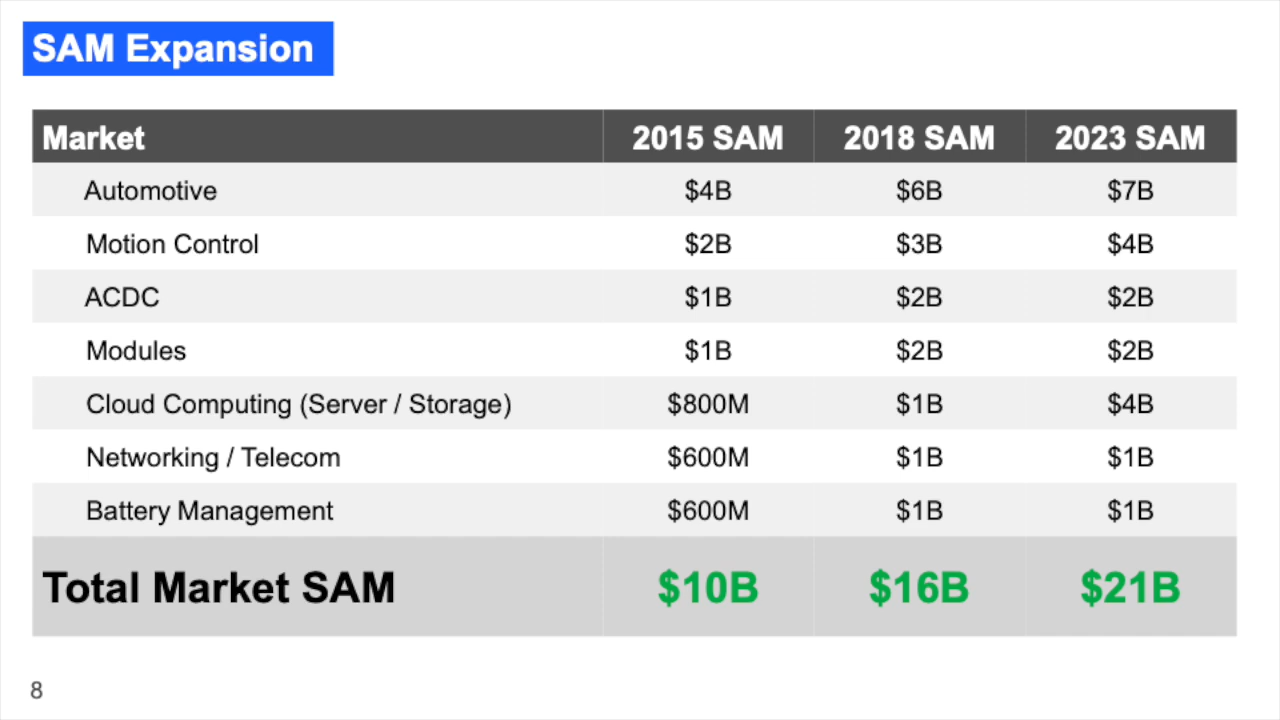 SAM Expansion
Market 2015 SAM 2018 SAM 2023 SAM
Automotive $4B $6B $7B
Motion Control $2B $3B $4B
ACDC $1B $2B $2B
Modules $1B $2B $2B
Cloud Computing (Server / Storage) $800M $1B $4B
Networking / Telecom $600M $1B $1B
Battery Management $600M $1B $1B
Total Market SAM $10B $16B $21B
8